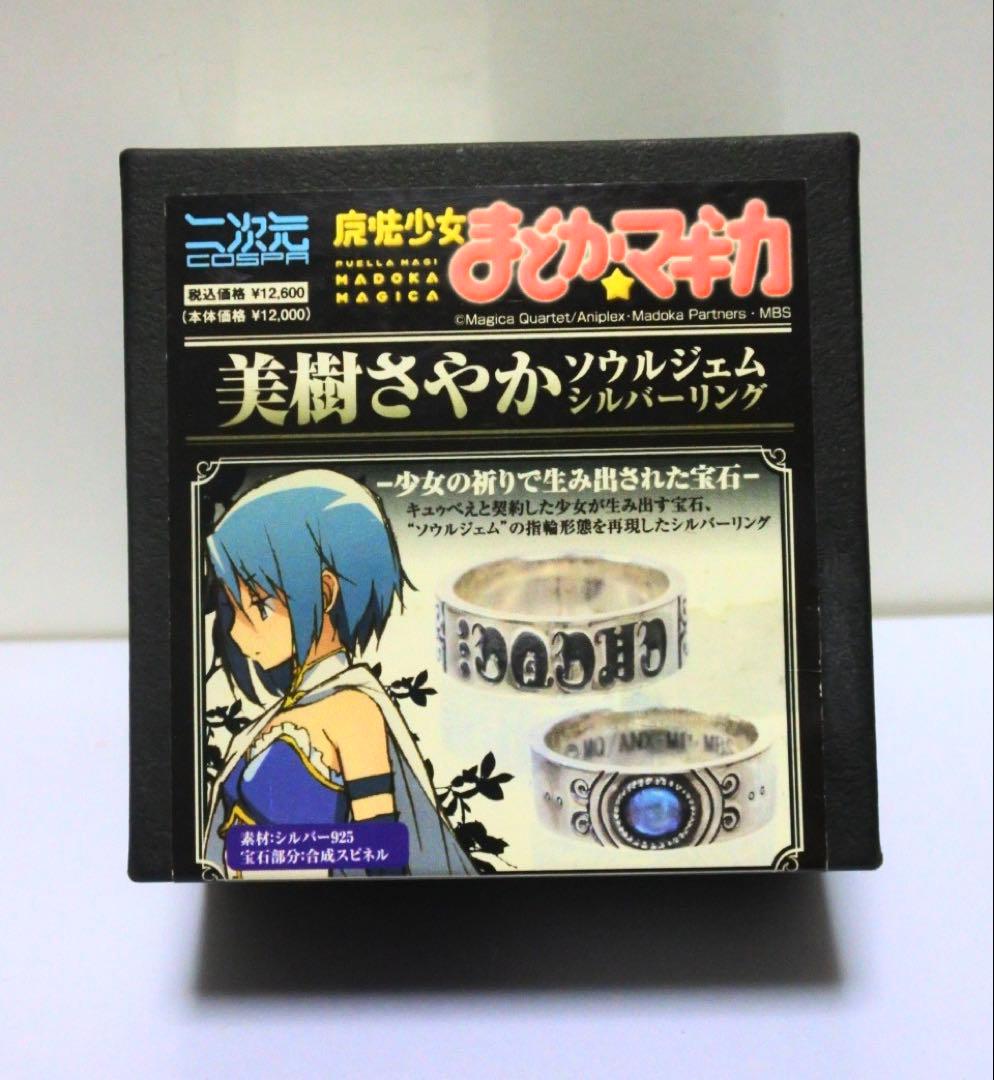 二次元
COSPA
税込価格 ¥12,600
(本体価格 ¥12,000)
魔法少女
まどか★マギカ
PUELLA MAGI
MADOKA
MAGICA
©Magica Quartet/Aniplex・Madoka Partners・MBS
美樹さやか
ソウルジェム
シルバーリング
−少女の祈りで生み出された宝石−
キュゥべえと契約した少女が生み出す宝石、
“ソウルジェム”の指輪形態を再現したシルバーリング
素材:シルバー925
宝石部分:合成スピネル